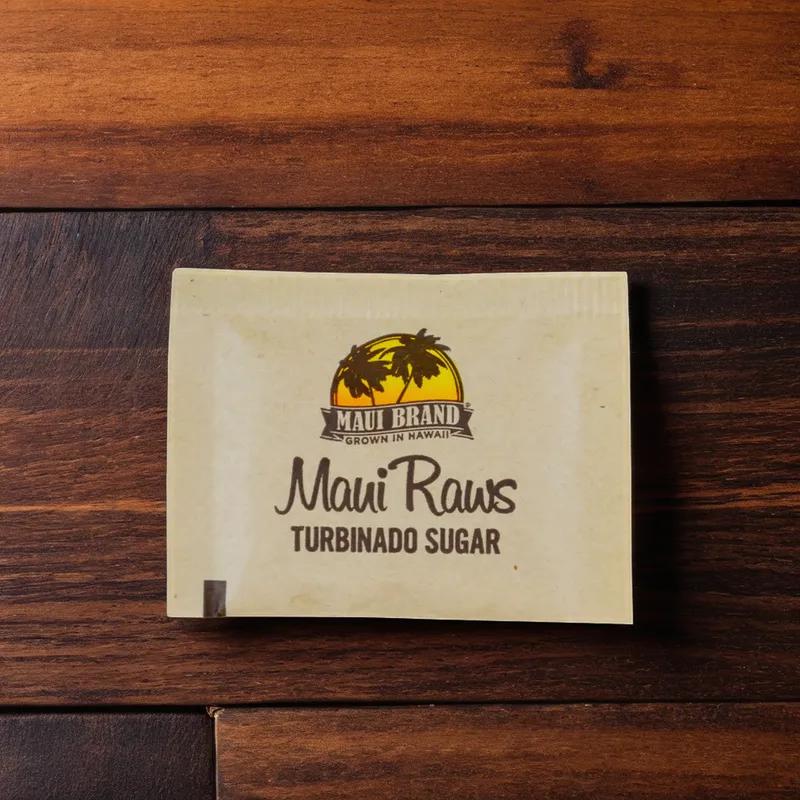 MAUI BRAND®
GROWN IN HAWAII
Maui Raws
TURBINADO SUGAR